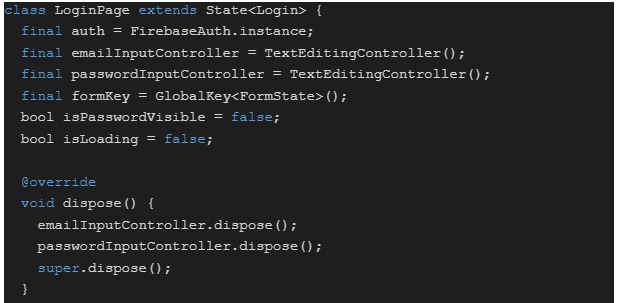 class LoginPage extends State<Login> {
  final auth = FirebaseAuth.instance;
  final emailInputController = TextEditingController();
  final passwordInputController = TextEditingController();
  final formKey = GlobalKey<FormState>();
  bool isPasswordVisible = false;
  bool isLoading = false;

  @override
  void dispose() {
    emailInputController.dispose();
    passwordInputController.dispose();
    super.dispose();
  }